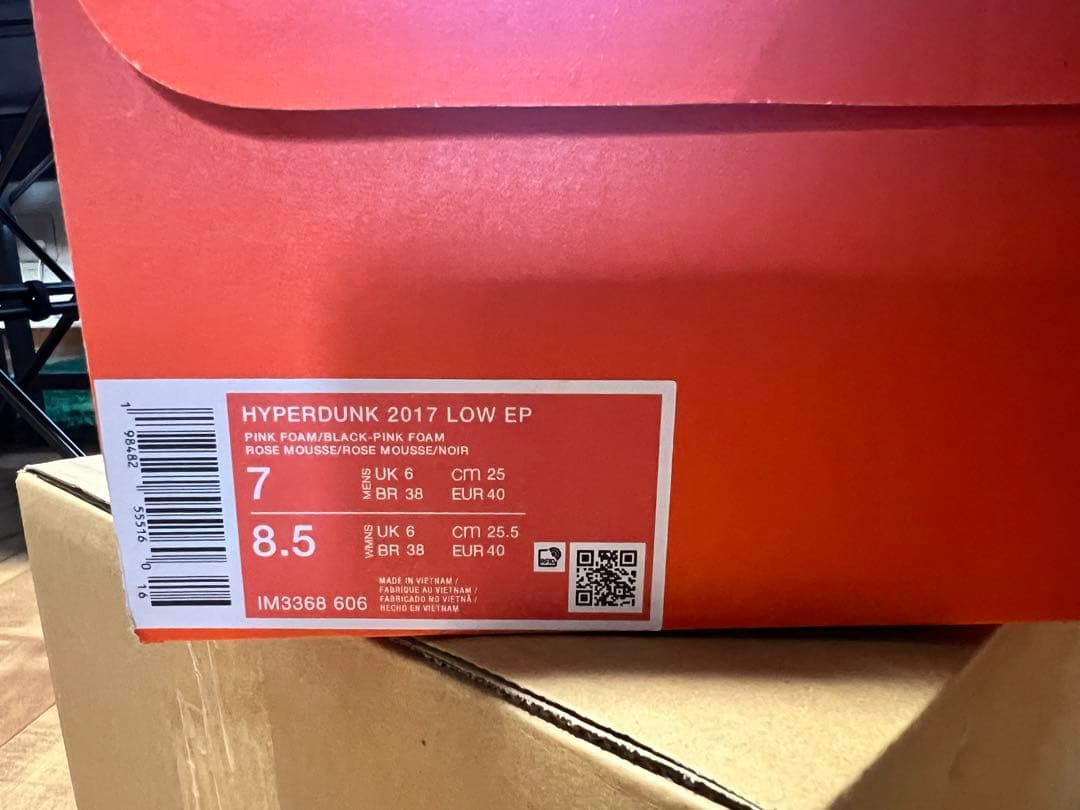 HYPERDUNK 2017 LOW EP
PINK FOAM/BLACK-PINK FOAM
ROSE MOUSSE/ROSE MOUSSE/NOIR
7 MENS UK 6 cm 25
BR 38 EUR 40
8.5 WMNS UK 6 cm 25.5
BR 38 EUR 40
RFID
MADE IN VIETNAM /
FABRIQUE AU VIETNAM /
FABRICADO NO VIETNÃ /
HECHO EN VIETNAM
IM3368 606
1 98482 55516 0 16